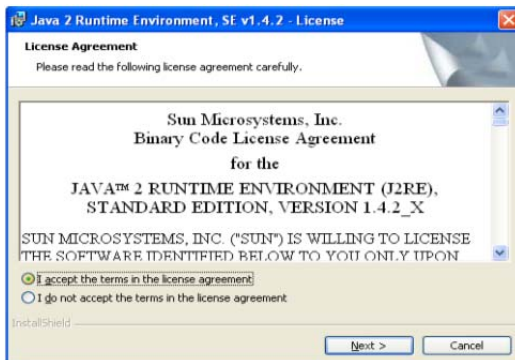 Java 2 Runtime Environment, SE v1.4.2 - License
License Agreement
Please read the following license agreement carefully.
Sun Microsystems, Inc.
Binary Code License Agreement
for the
JAVA™ 2 RUNTIME ENVIRONMENT (J2RE),
STANDARD EDITION, VERSION 1.4.2_X
SUN MICROSYSTEMS, INC. ("SUN") IS WILLING TO LICENSE
THE SOFTWARE IDENTIFIED BELOW TO YOU ONLY UPON
I accept the terms in the license agreement
I do not accept the terms in the license agreement
InstallShield
Next >
Cancel